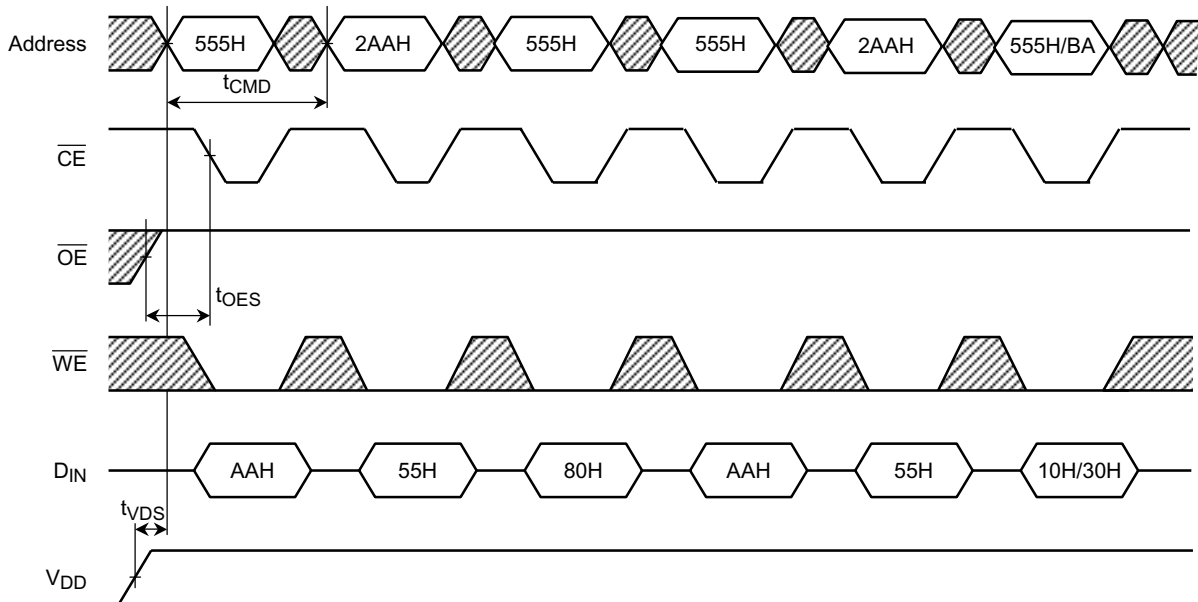 Address 555H 2AAH 555H 555H 2AAH 555H/BA
tCMD
CE
OE
tOES
WE
DIN AAH 55H 80H AAH 55H 10H/30H
tVDS
VDD